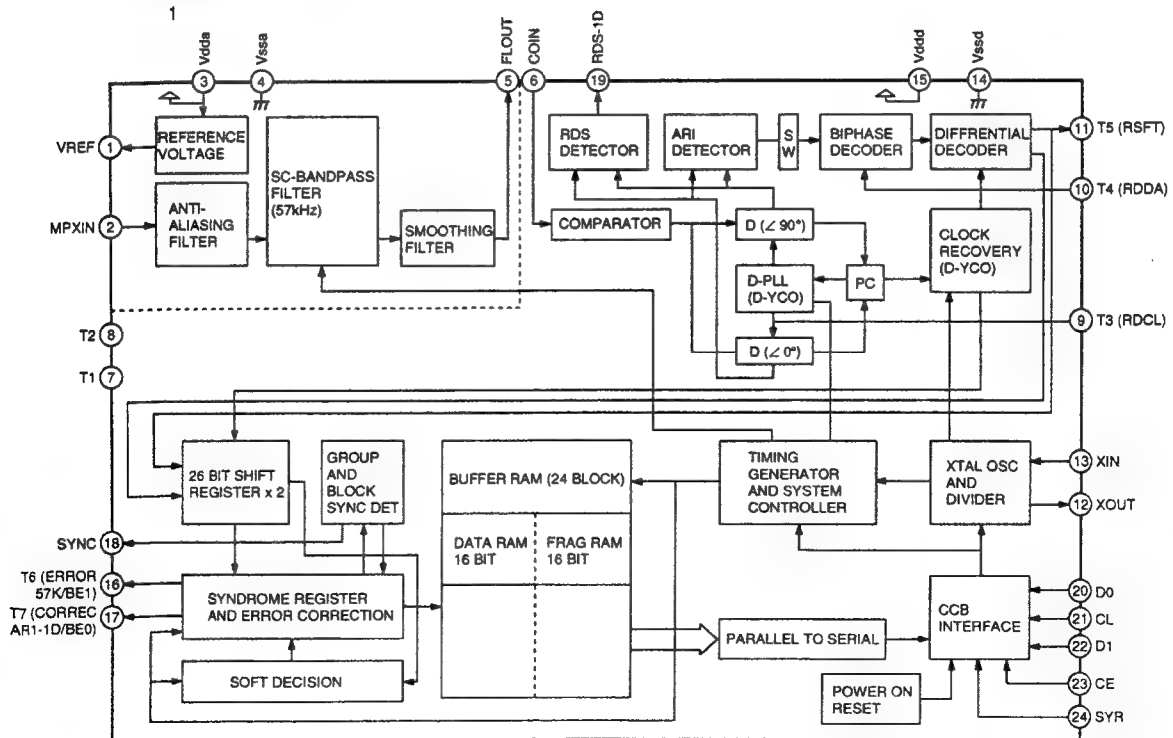 1
Vdda
Vssa
FLOUT
COIN
RDS-1D
Vddd
Vssd
3
4
5
6
19
15
14
VREF
1
REFERENCE
VOLTAGE
MPXIN
2
ANTI-
ALIASING
FILTER
SC-BANDPASS
FILTER
(57kHz)
SMOOTHING
FILTER
RDS
DETECTOR
ARI
DETECTOR
SW
BIPHASE
DECODER
DIFFRENTIAL
DECODER
11
T5 (RSFT)
10
T4 (RDDA)
COMPARATOR
D (∠ 90°)
CLOCK
RECOVERY
(D-YCO)
D-PLL
(D-YCO)
PC
9
T3 (RDCL)
D (∠ 0°)
T2
8
T1
7
26 BIT SHIFT
REGISTER x 2
GROUP
AND
BLOCK
SYNC DET
BUFFER RAM (24 BLOCK)
DATA RAM
16 BIT
FRAG RAM
16 BIT
TIMING
GENERATOR
AND SYSTEM
CONTROLLER
XTAL OSC
AND
DIVIDER
13
XIN
12
XOUT
SYNC
18
T6 (ERROR
57K/BE1)
16
T7 (CORREC
AR1-1D/BE0)
17
SYNDROME REGISTER
AND ERROR CORRECTION
SOFT DECISION
PARALLEL TO SERIAL
CCB
INTERFACE
20
D0
21
CL
22
D1
23
CE
24
SYR
POWER ON
RESET